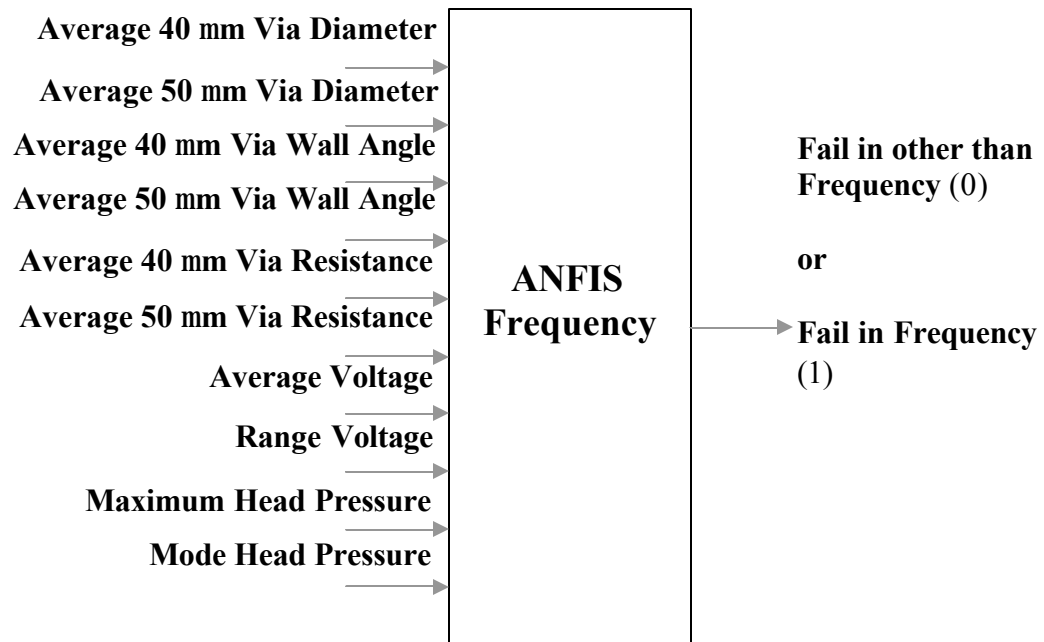 Average 40 mm Via Diameter
Average 50 mm Via Diameter
Average 40 mm Via Wall Angle
Average 50 mm Via Wall Angle
Average 40 mm Via Resistance
Average 50 mm Via Resistance
Average Voltage
Range Voltage
Maximum Head Pressure
Mode Head Pressure
ANFIS
Frequency
Fail in other than
Frequency (0)
or
Fail in Frequency
(1)